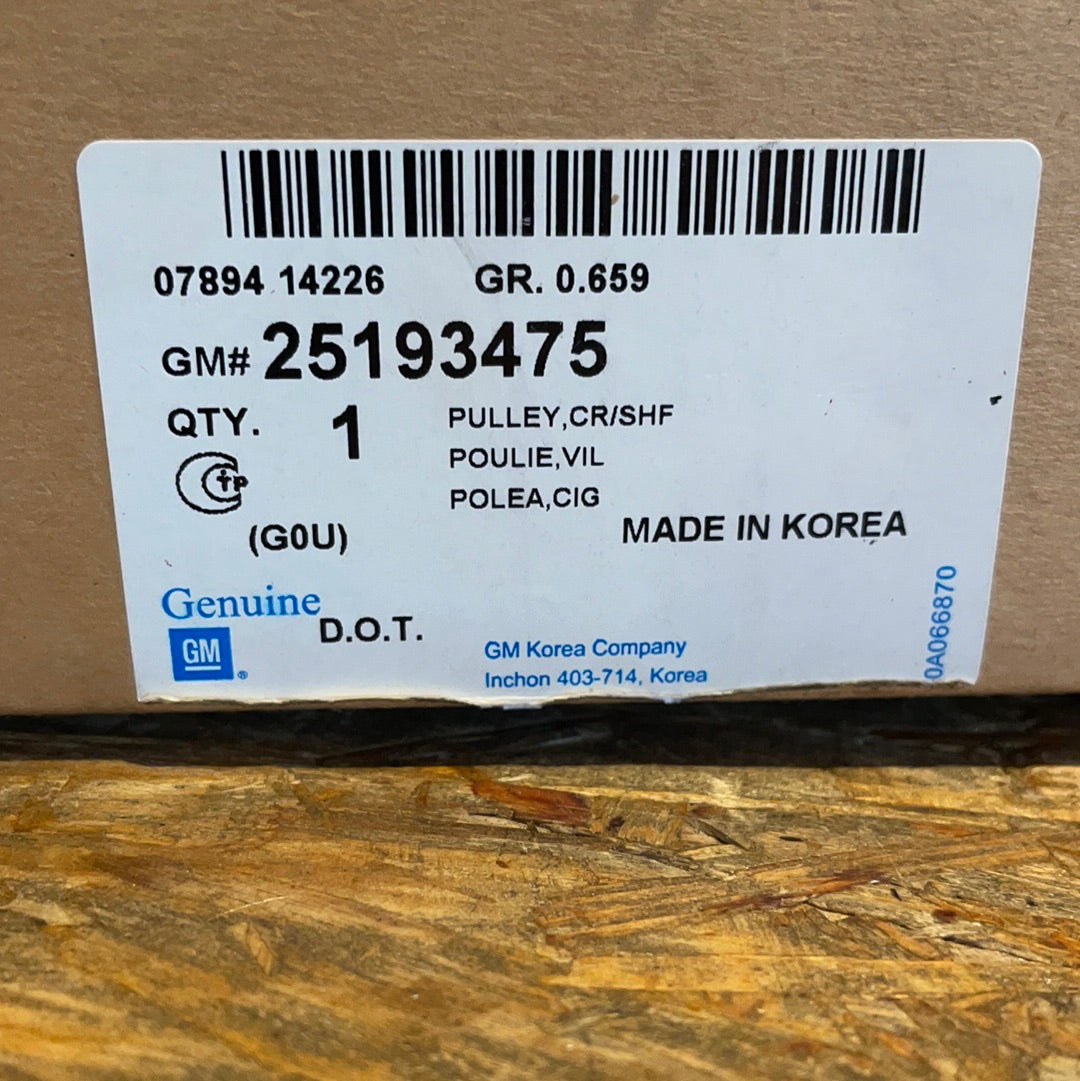 07894 14226 GR. 0.659
GM# 25193475
QTY. 1 PULLEY,CR/SHF
POULIE,VIL
POLEA,CIG
(G0U) MADE IN KOREA
Genuine
GM ®
D.O.T.
GM Korea Company
Inchon 403-714, Korea
0A066870